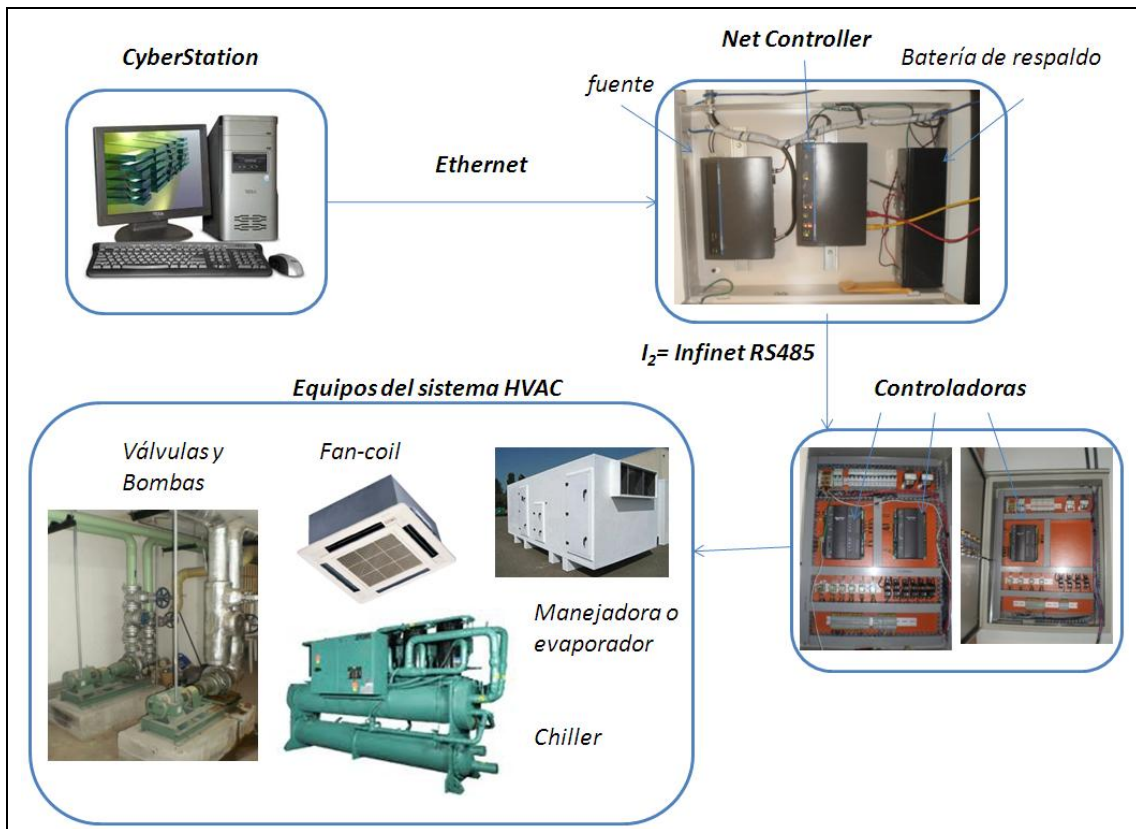 CyberStation
Net Controller
Batería de respaldo
fuente
Ethernet
I2= Infinet RS485
Equipos del sistema HVAC
Controladoras
Válvulas y
Bombas
Fan-coil
Manejadora o
evaporador
Chiller